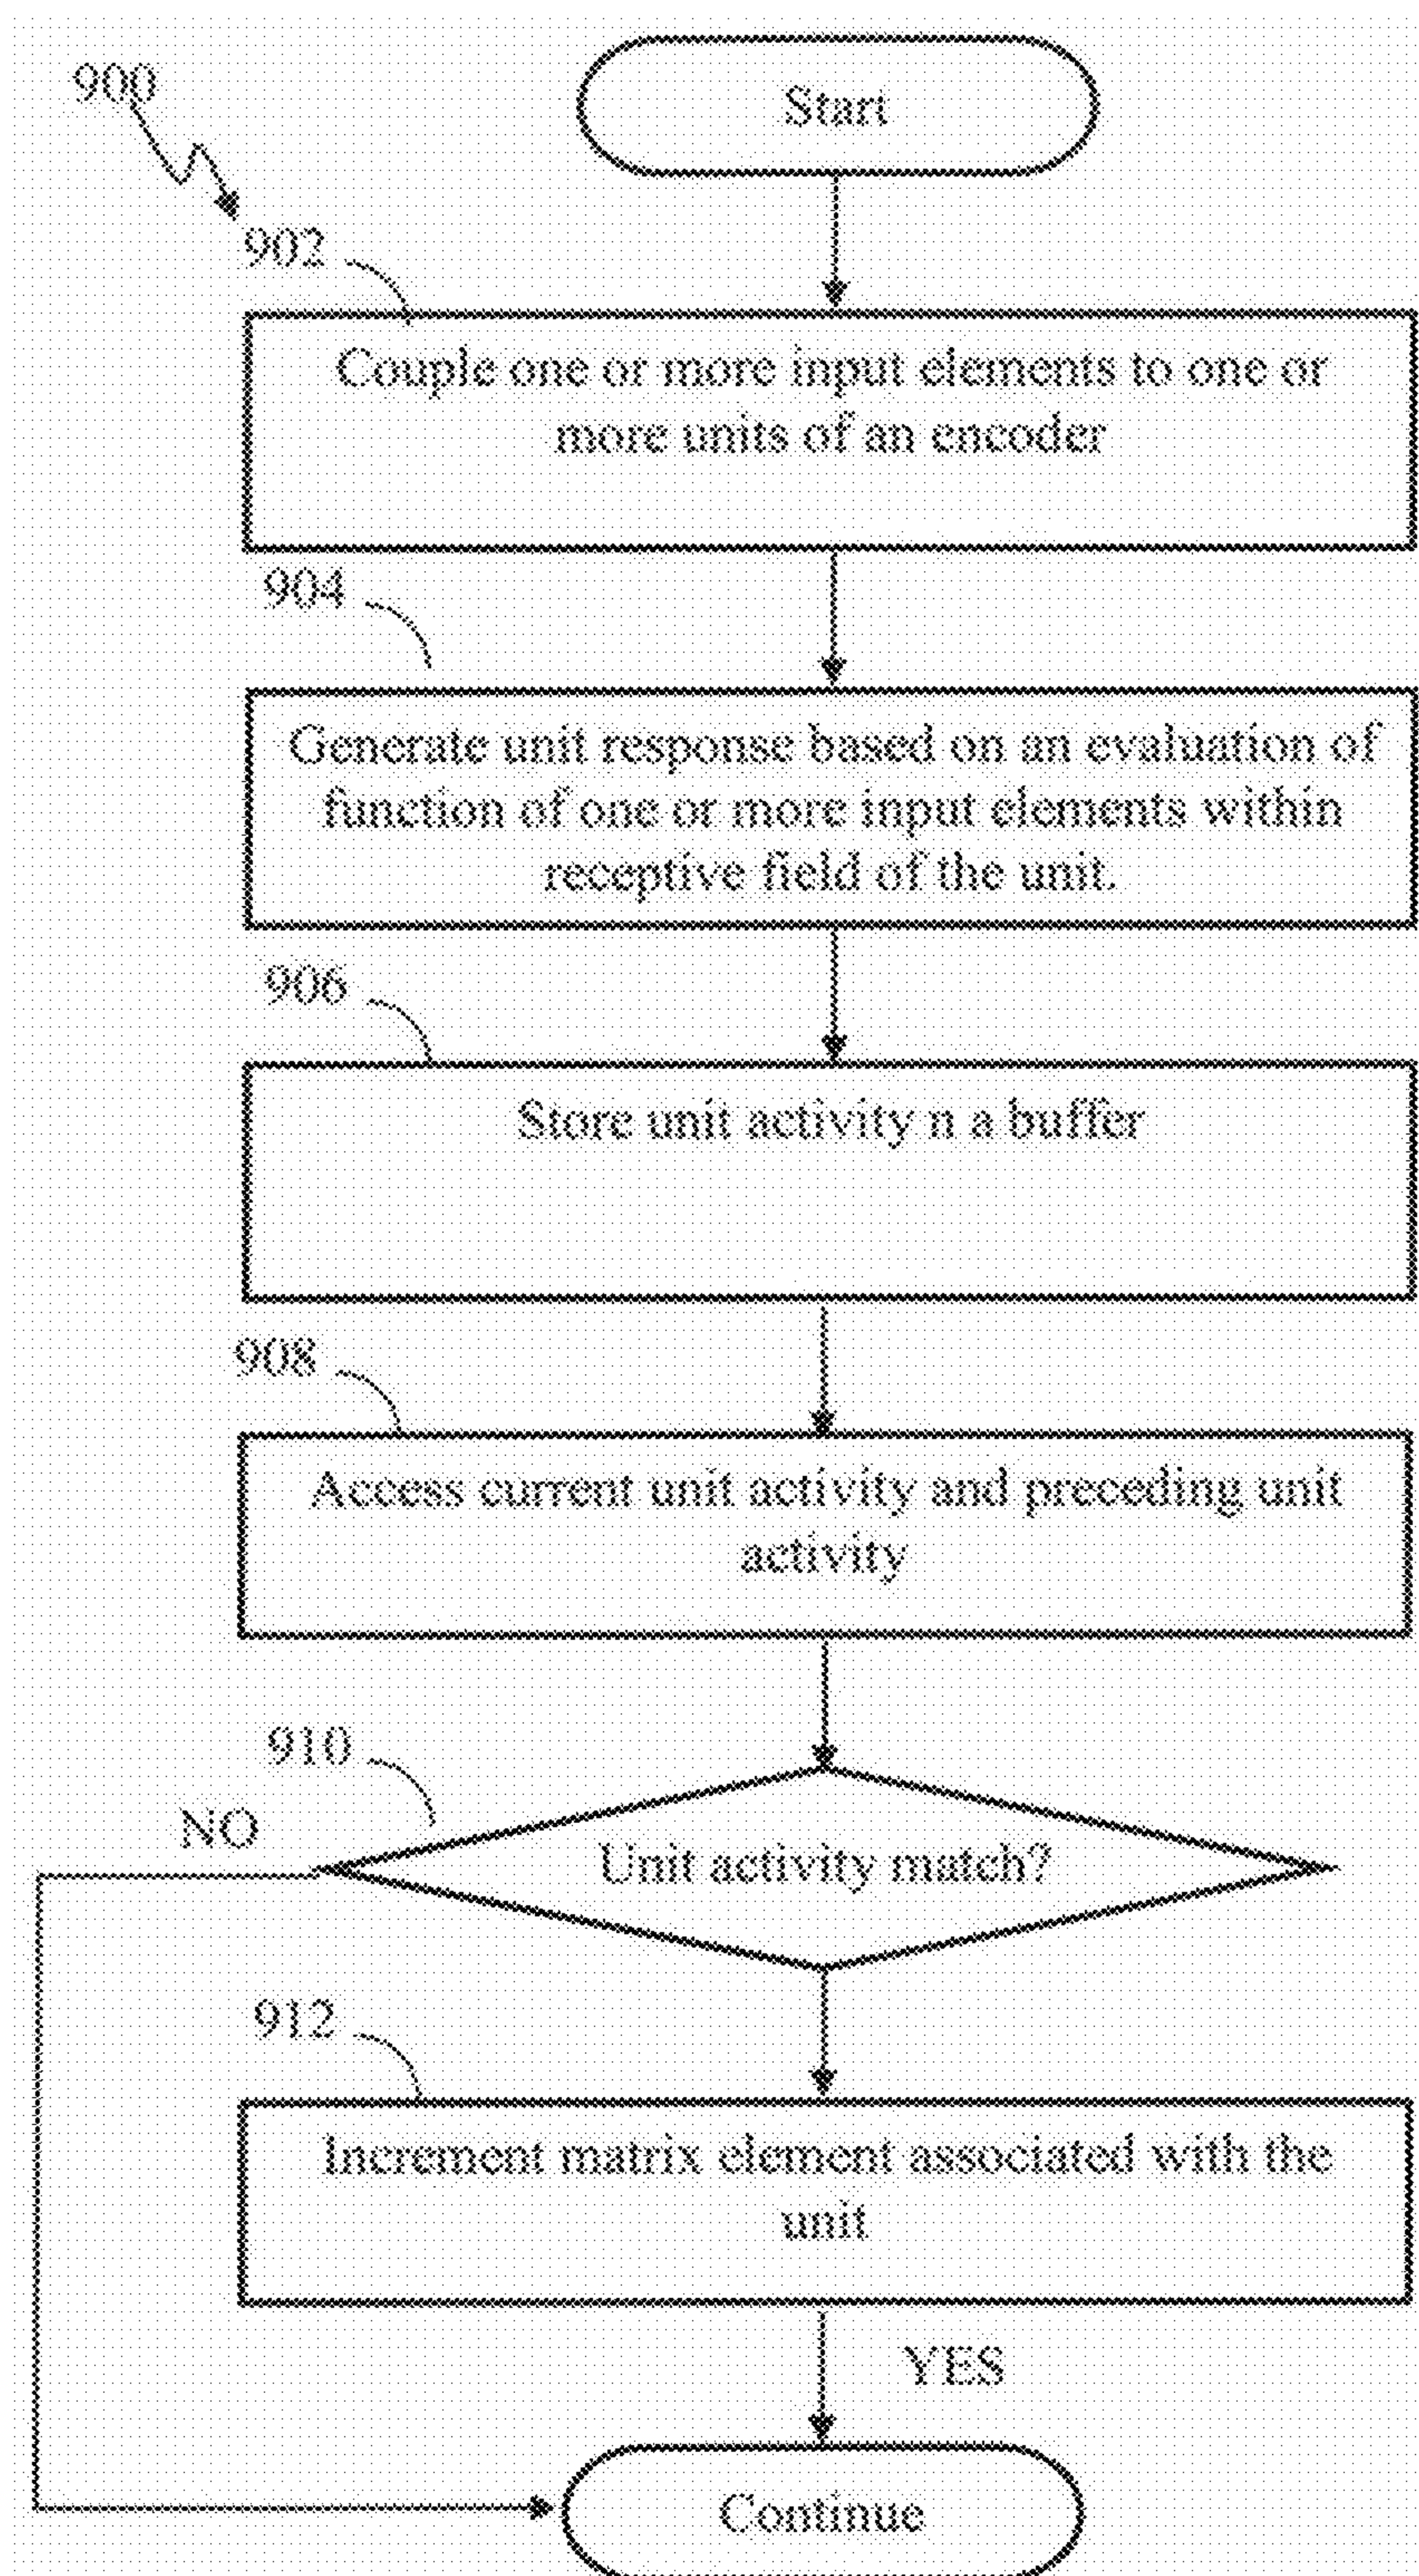 900
Start
902
Couple one or more input elements to one or
more units of an encoder
904
Generate unit response based on an evaluation of
function of one or more input elements within
receptive field of the unit.
906
Store unit activity n a buffer
908
Access current unit activity and preceding unit
activity
910
NO
Unit activity match?
912
Increment matrix element associated with the
unit
YES
Continue